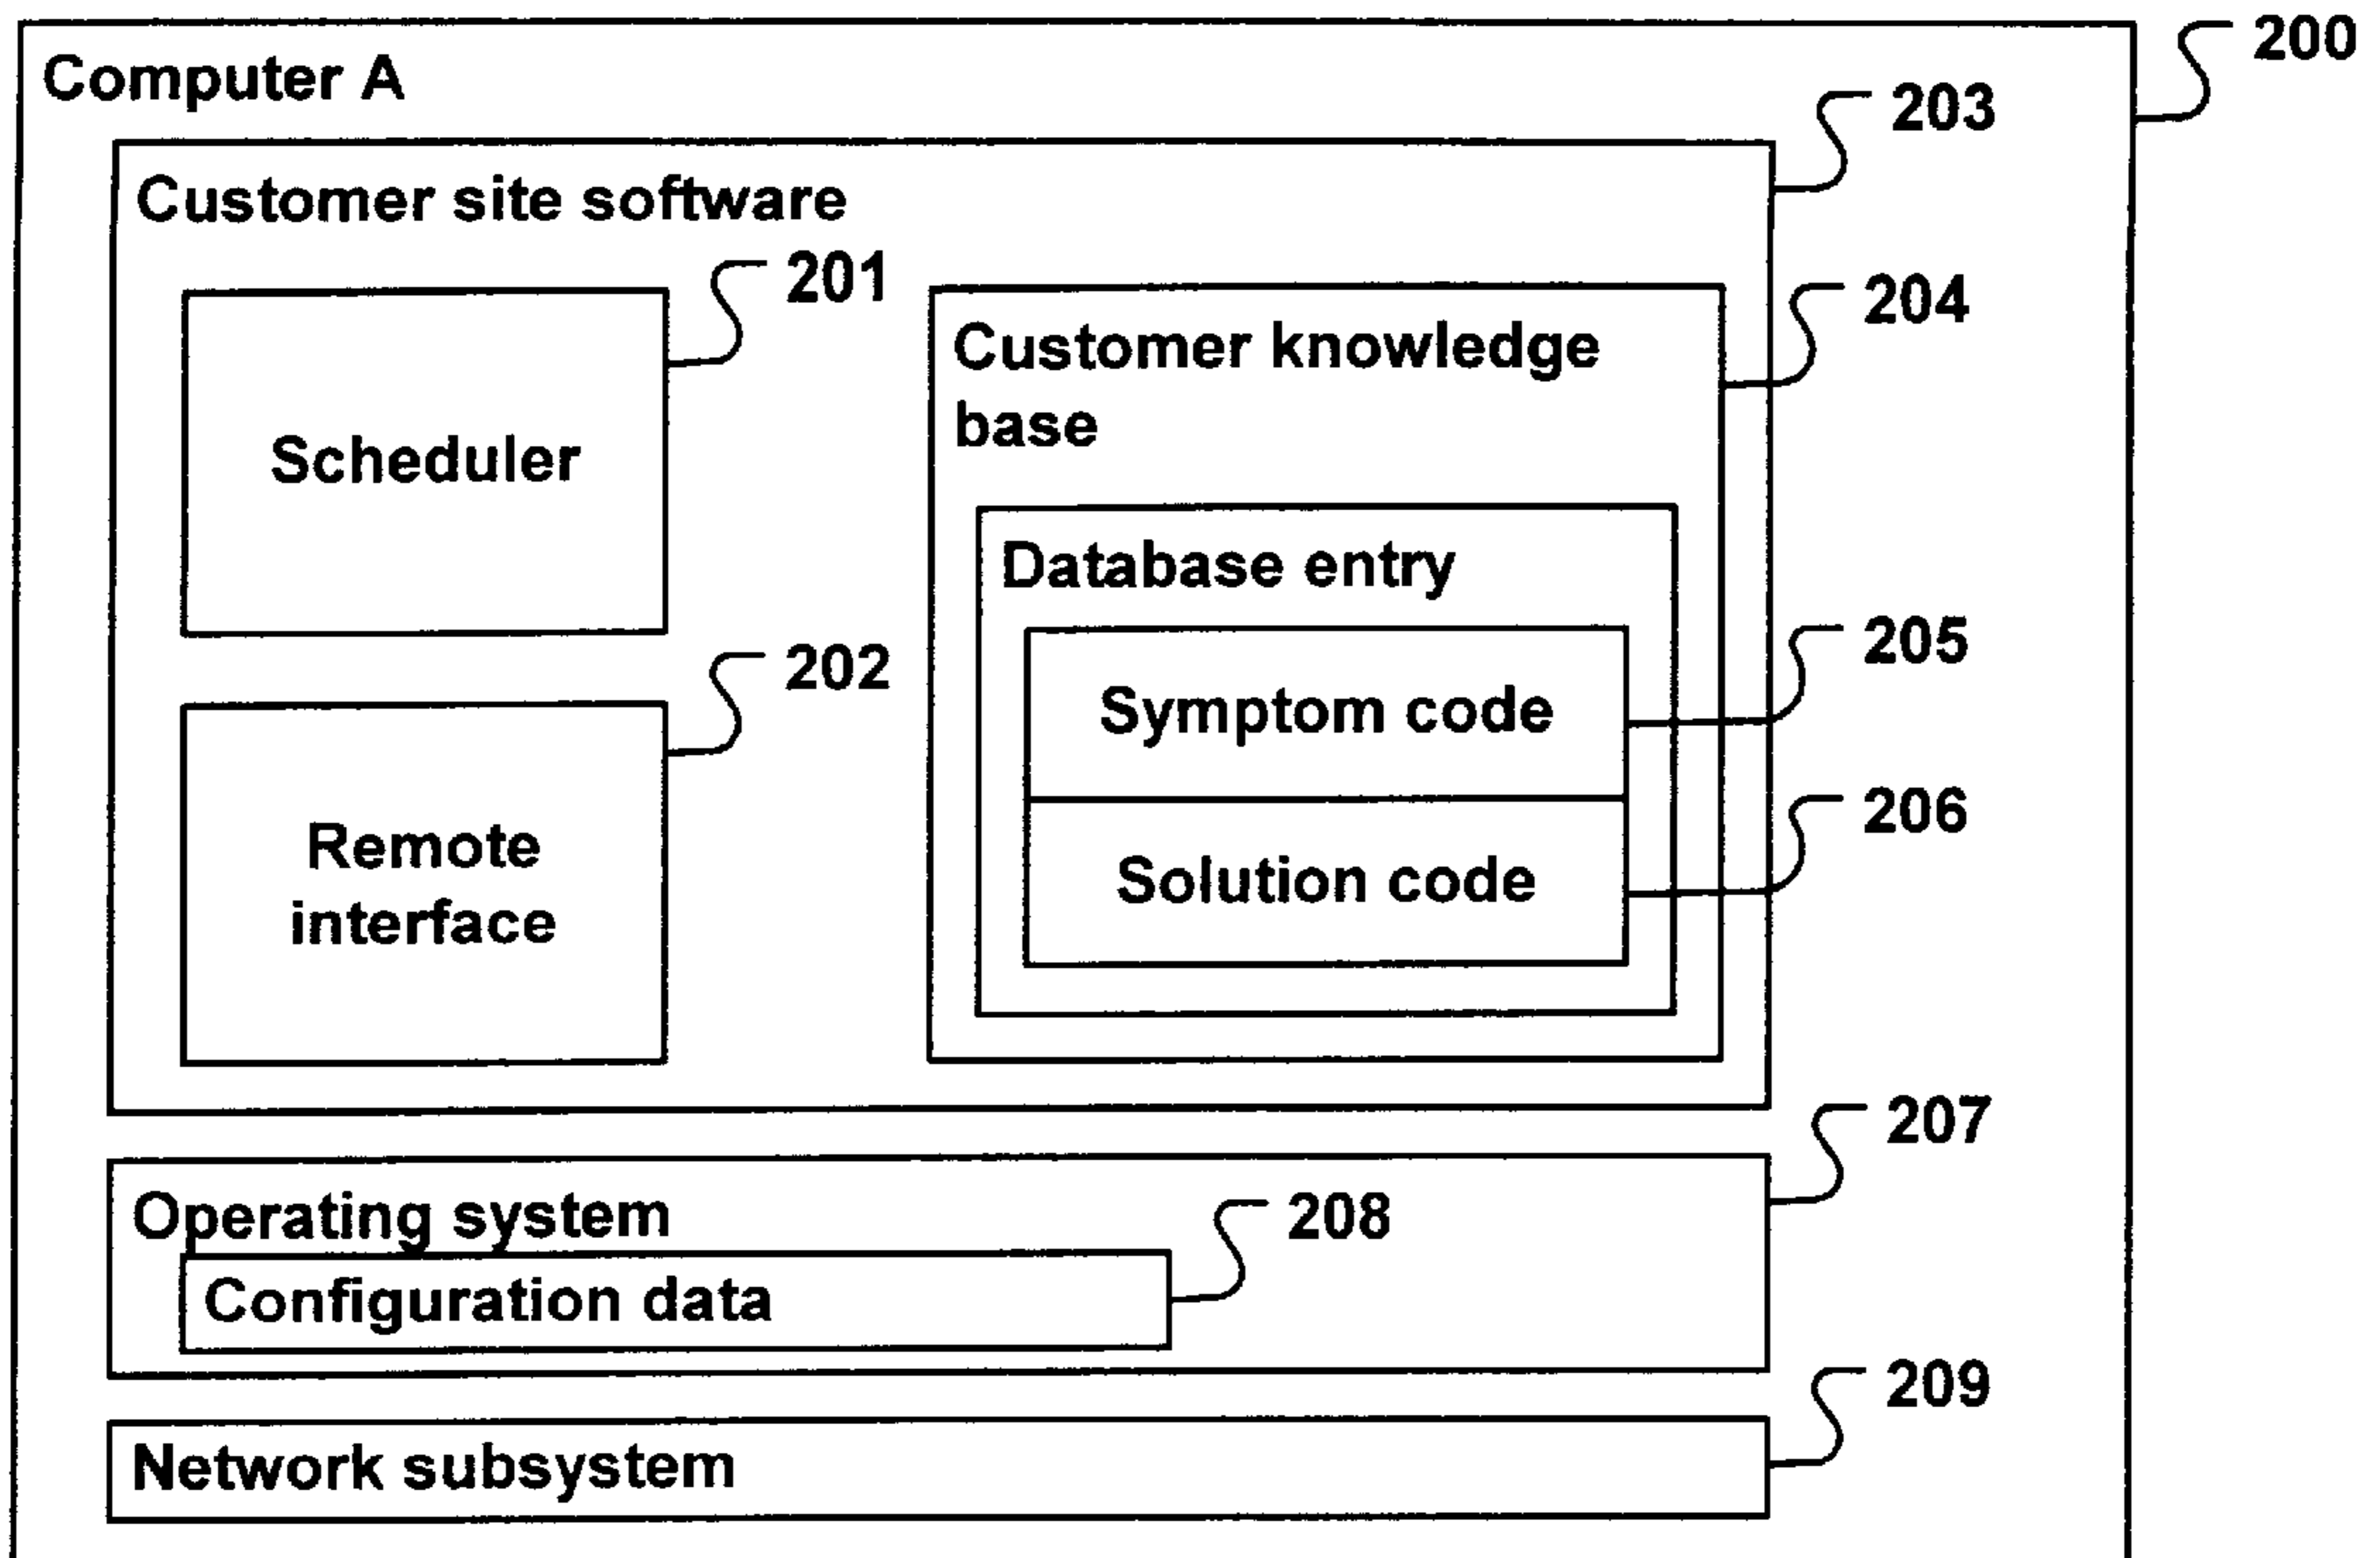 200
Computer A
203
Customer site software
201
204
Scheduler
Customer knowledge
base
Database entry
202
205
Symptom code
Remote
interface
206
Solution code
207
Operating system
208
Configuration data
209
Network subsystem